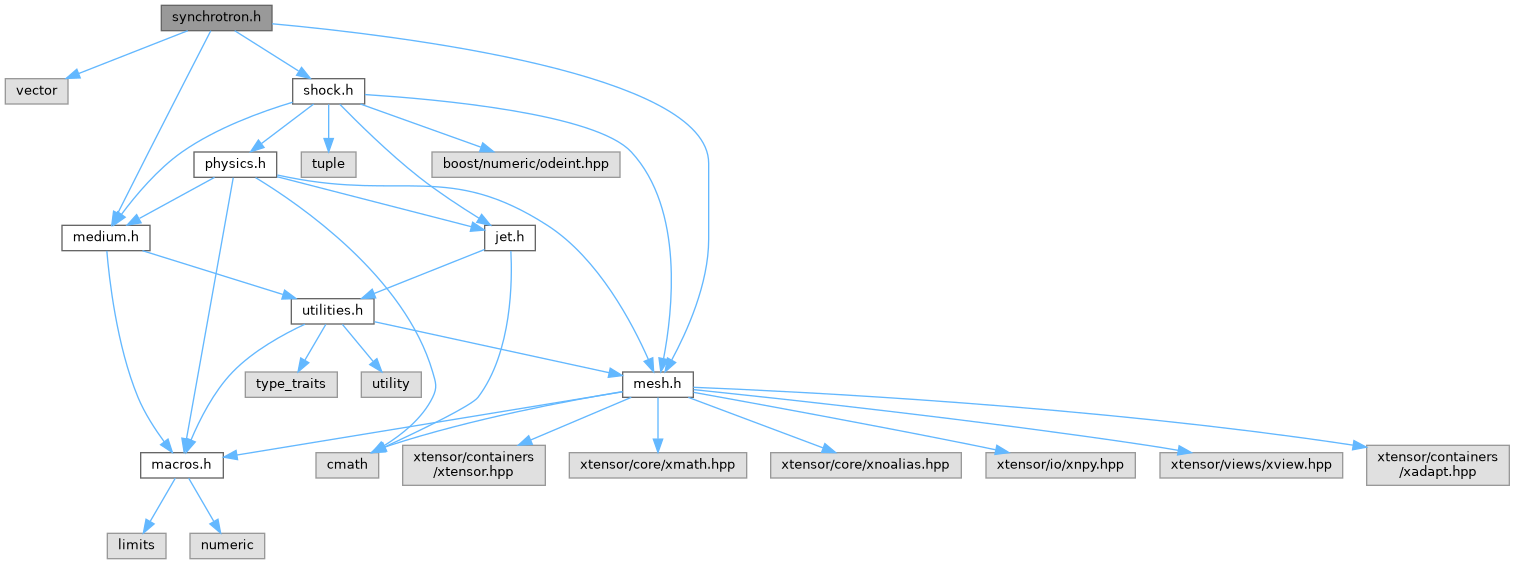 synchrotron.h
vector
shock.h
physics.h
tuple
boost/numeric/odeint.hpp
medium.h
jet.h
utilities.h
type_traits
utility
mesh.h
macros.h
cmath
xtensor/containers
/xtensor.hpp
xtensor/core/xmath.hpp
xtensor/core/xnoalias.hpp
xtensor/io/xnpy.hpp
xtensor/views/xview.hpp
xtensor/containers
/xadapt.hpp
limits
numeric